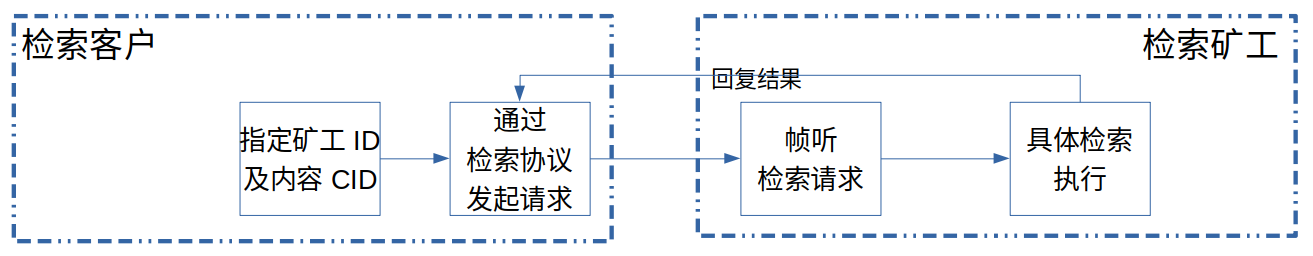 检索客户
检索矿工
回复结果
指定矿工 ID
及内容 CID
通过
检索协议
发起请求
帧听
检索请求
具体检索
执行